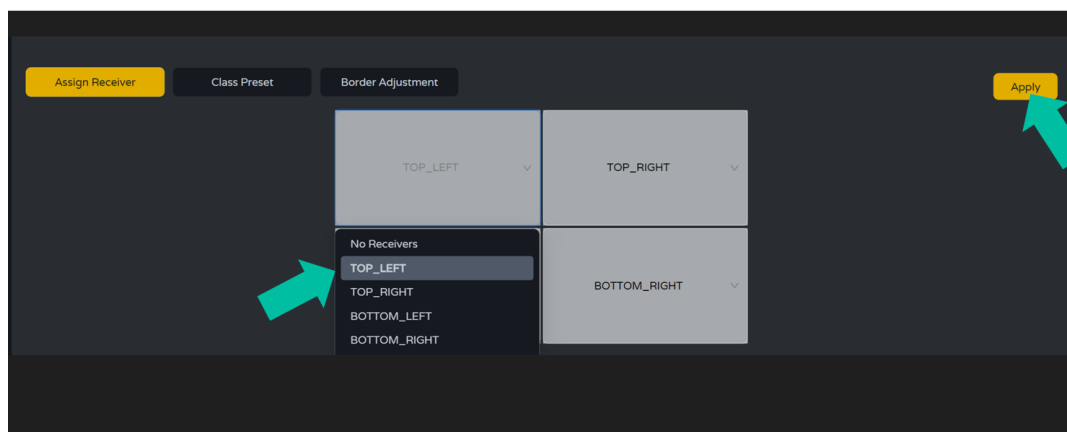 Assign Receiver
Class Preset
Border Adjustment
Apply
TOP_LEFT
TOP_RIGHT
No Receivers
TOP_LEFT
TOP_RIGHT
BOTTOM_LEFT
BOTTOM_RIGHT
BOTTOM_RIGHT